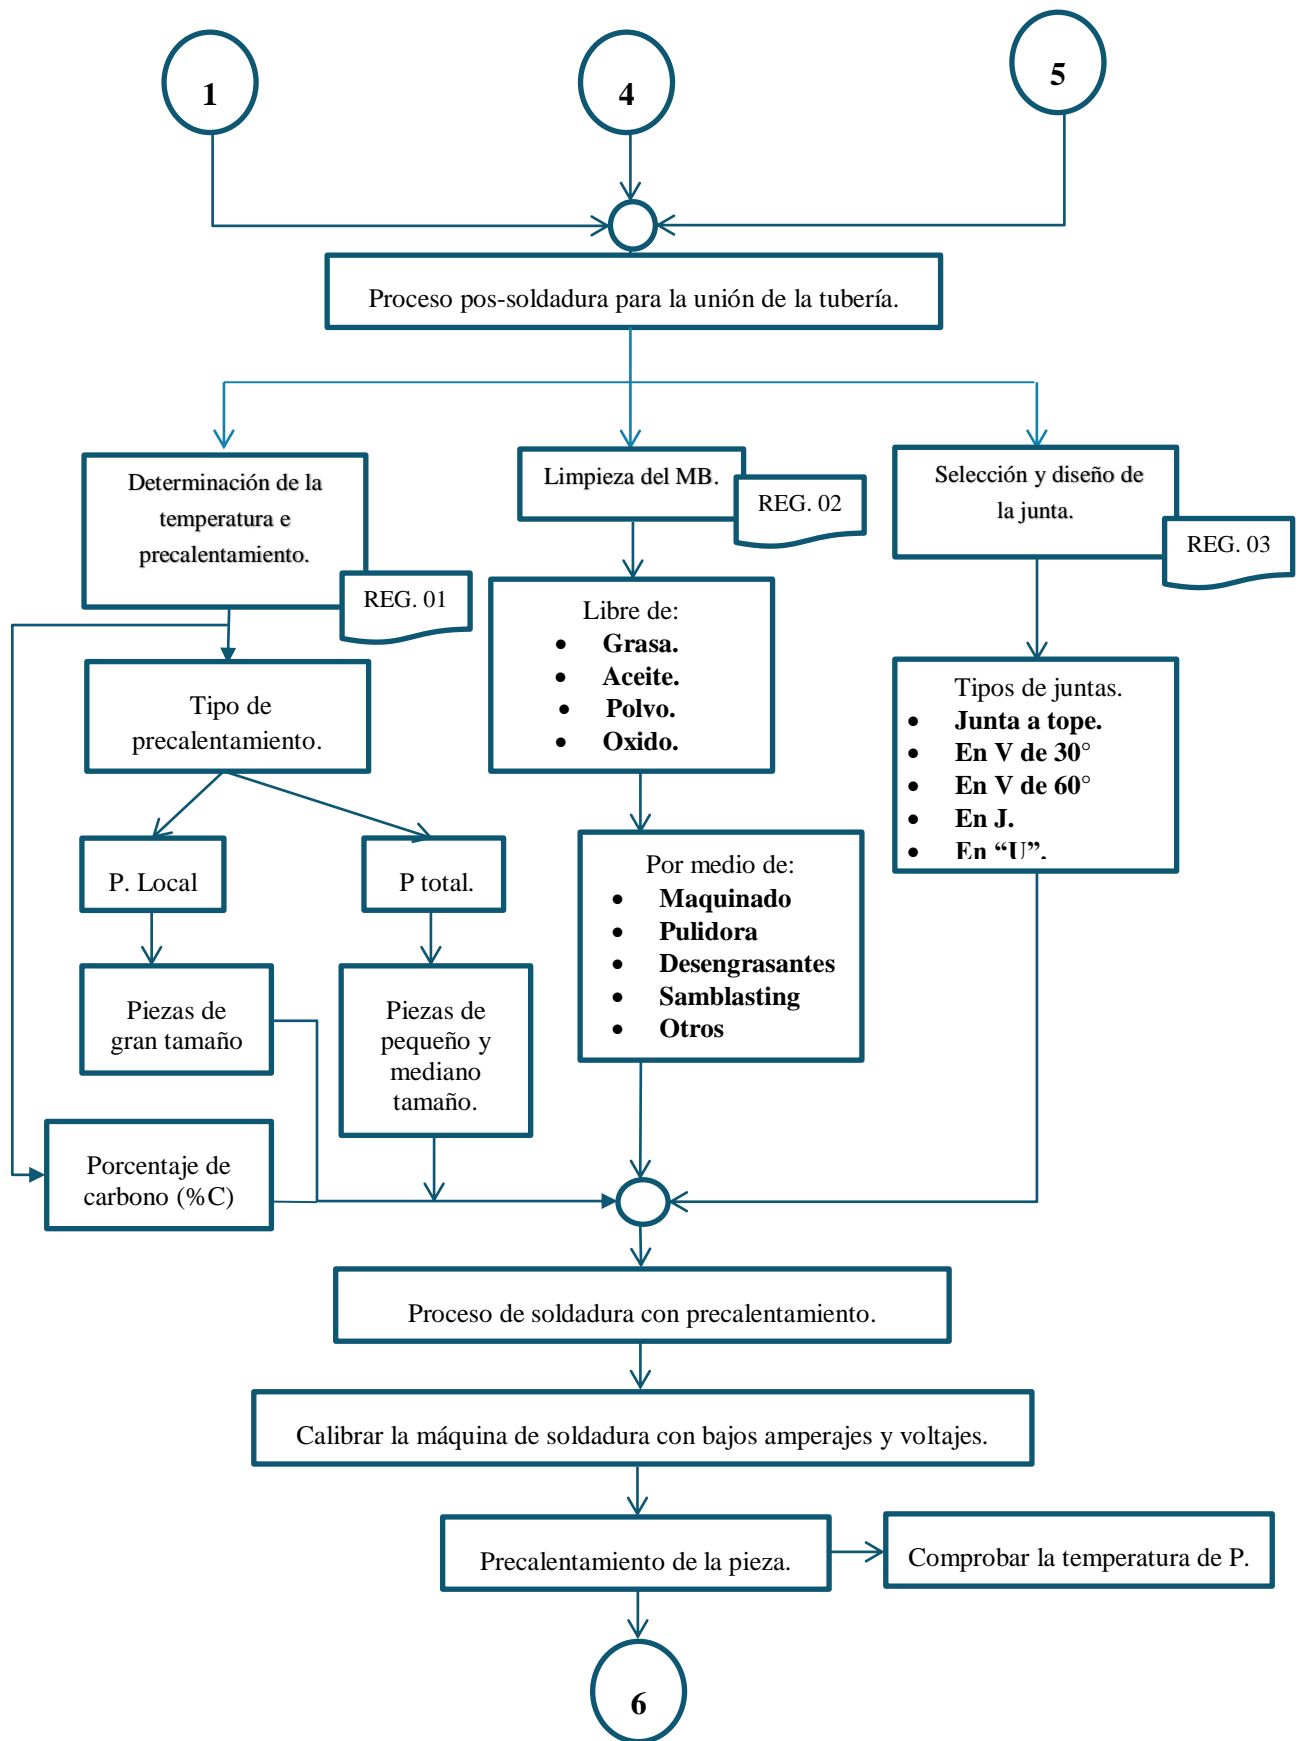 1
4
5
Proceso pos-soldadura para la unión de la tubería.
Determinación de la
temperatura e
precalentamiento.
REG. 01
Limpieza del MB.
REG. 02
Selección y diseño de
la junta.
REG. 03
Tipo de
precalentamiento.
Libre de:
• Grasa.
• Aceite.
• Polvo.
• Oxido.
Tipos de juntas.
• Junta a tope.
• En V de 30°
• En V de 60°
• En J.
• En “U”.
P. Local
P total.
Por medio de:
• Maquinado
• Pulidora
• Desengrasantes
• Samblasting
• Otros
Piezas de
gran tamaño
Piezas de
pequeño y
mediano
tamaño.
Porcentaje de
carbono (%C)
Proceso de soldadura con precalentamiento.
Calibrar la máquina de soldadura con bajos amperajes y voltajes.
Precalentamiento de la pieza.
Comprobar la temperatura de P.
6